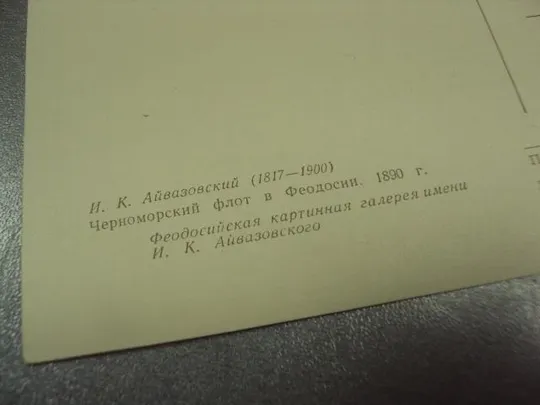 И. К. Айвазовский (1817—1900)
Черноморский флот в Феодосии. 1890 г.
Феодосийская картинная галерея имени
И. К. Айвазовского